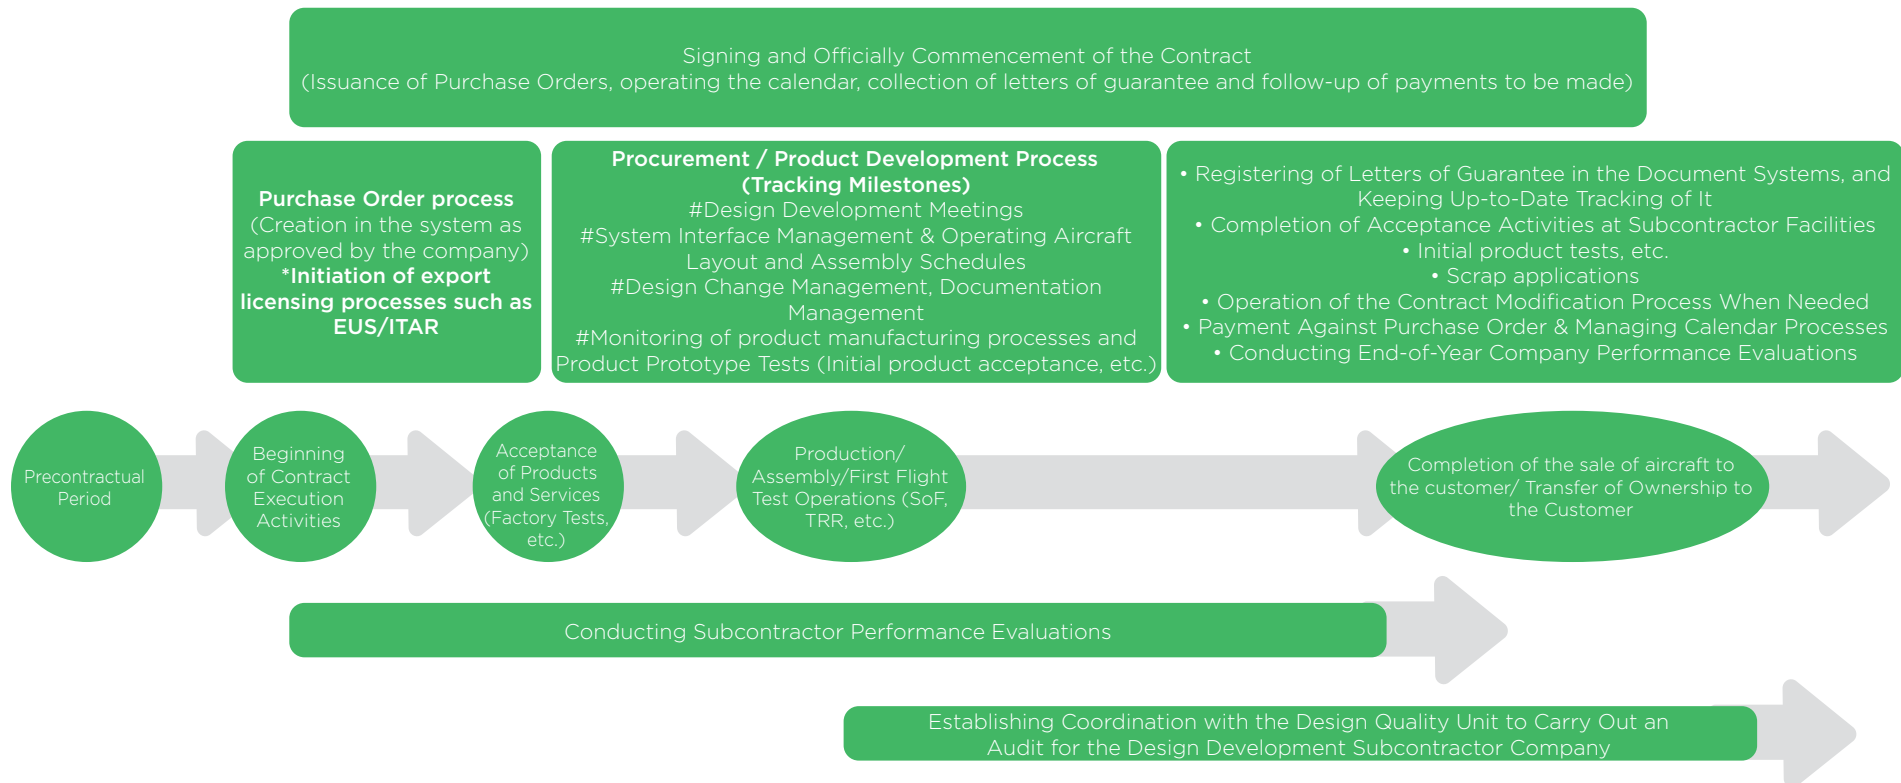 Signing and Officially Commencement of the Contract
(Issuance of Purchase Orders, operating the calendar, collection of letters of guarantee and follow-up of payments to be made)
Purchase Order process
(Creation in the system as
approved by the company)
*Initiation of export
licensing processes such as
EUS/ITAR
Procurement / Product Development Process
(Tracking Milestones)
#Design Development Meetings
#System Interface Management & Operating Aircraft
Layout and Assembly Schedules
#Design Change Management, Documentation
Management
#Monitoring of product manufacturing processes and
Product Prototype Tests (Initial product acceptance, etc.)
• Registering of Letters of Guarantee in the Document Systems, and
Keeping Up-to-Date Tracking of It
• Completion of Acceptance Activities at Subcontractor Facilities
• Initial product tests, etc.
• Scrap applications
• Operation of the Contract Modification Process When Needed
• Payment Against Purchase Order & Managing Calendar Processes
• Conducting End-of-Year Company Performance Evaluations
Precontractual
Period
Beginning
of Contract
Execution
Activities
Acceptance
of Products
and Services
(Factory Tests,
etc.)
Production/
Assembly/First Flight
Test Operations (SoF,
TRR, etc.)
Completion of the sale of aircraft to
the customer/ Transfer of Ownership to
the Customer
Conducting Subcontractor Performance Evaluations
Establishing Coordination with the Design Quality Unit to Carry Out an
Audit for the Design Development Subcontractor Company